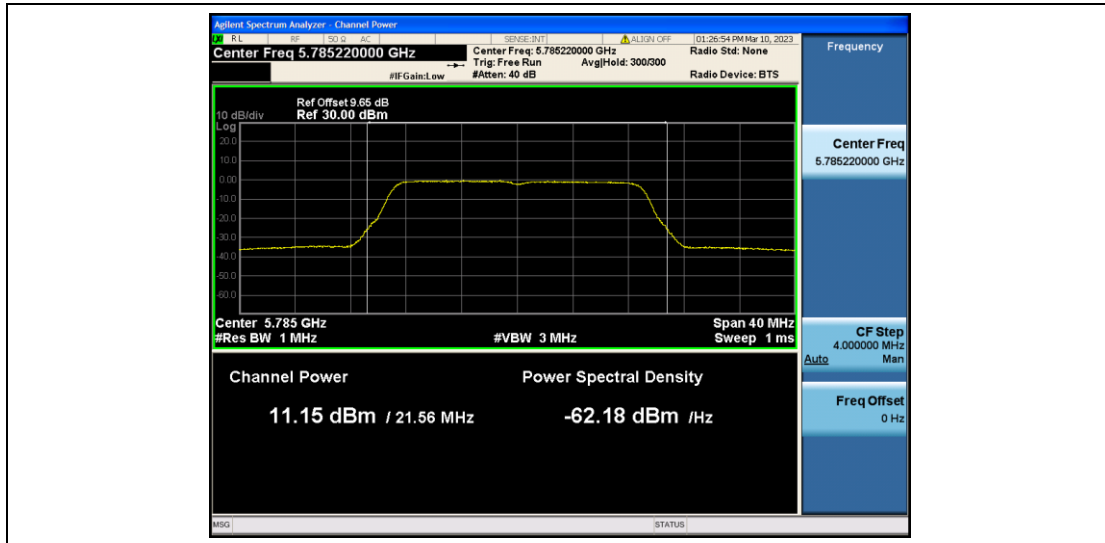 Agilent Spectrum Analyzer - Channel Power
RL RF 50 Ω AC SENSE:INT ALIGN OFF 01:26:54 PM Mar 10, 2023
Center Freq 5.785220000 GHz
Center Freq: 5.785220000 GHz
Radio Std: None
Trig: Free Run Avg|Hold: 300/300
#IFGain:Low
#Atten: 40 dB
Radio Device: BTS
Ref Offset 9.65 dB
10 dB/div Ref 30.00 dBm
Log
20.0
10.0
0.00
-10.0
-20.0
-30.0
-40.0
-50.0
-60.0
Center 5.785 GHz
Span 40 MHz
#Res BW 1 MHz
#VBW 3 MHz
Sweep 1 ms
Channel Power
Power Spectral Density
11.15 dBm / 21.56 MHz
-62.18 dBm /Hz
MSG
STATUS
Frequency
Center Freq
5.785220000 GHz
CF Step
4.000000 MHz
Auto Man
Freq Offset
0 Hz